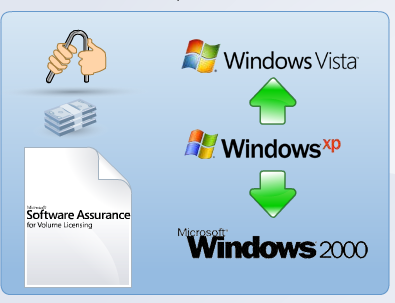 Windows Vista
Windows xp
Microsoft
Windows 2000
Microsoft
Software Assurance
for Volume Licensing